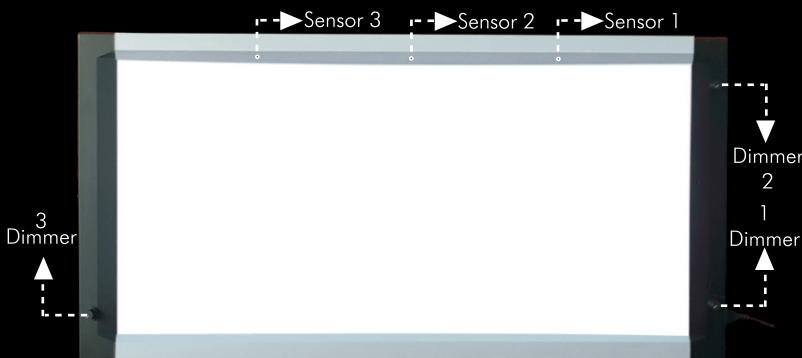 Sensor 3
Sensor 2
Sensor 1
Dimmer
2
1
Dimmer
3
Dimmer